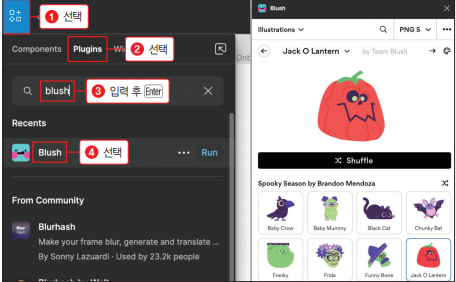 1 선택
Components Plugins Wi 2 선택
blush 3 입력 후 Enter
Recents
Blush 4 선택 ··· Run
From Community
Blurhash
Make your frame blur, generate and translate ...
By Sonny Lazuardi · Used by 23.2k people
Blush
Illustrations PNG S ···
Jack O Lantern by Team Blush
Shuffle
Spooky Season by Brandon Mendoza
Baby Crow Baby Mummy Black Cat Chunky Bat
Franky Frida Funny Bone Jack O Lantern